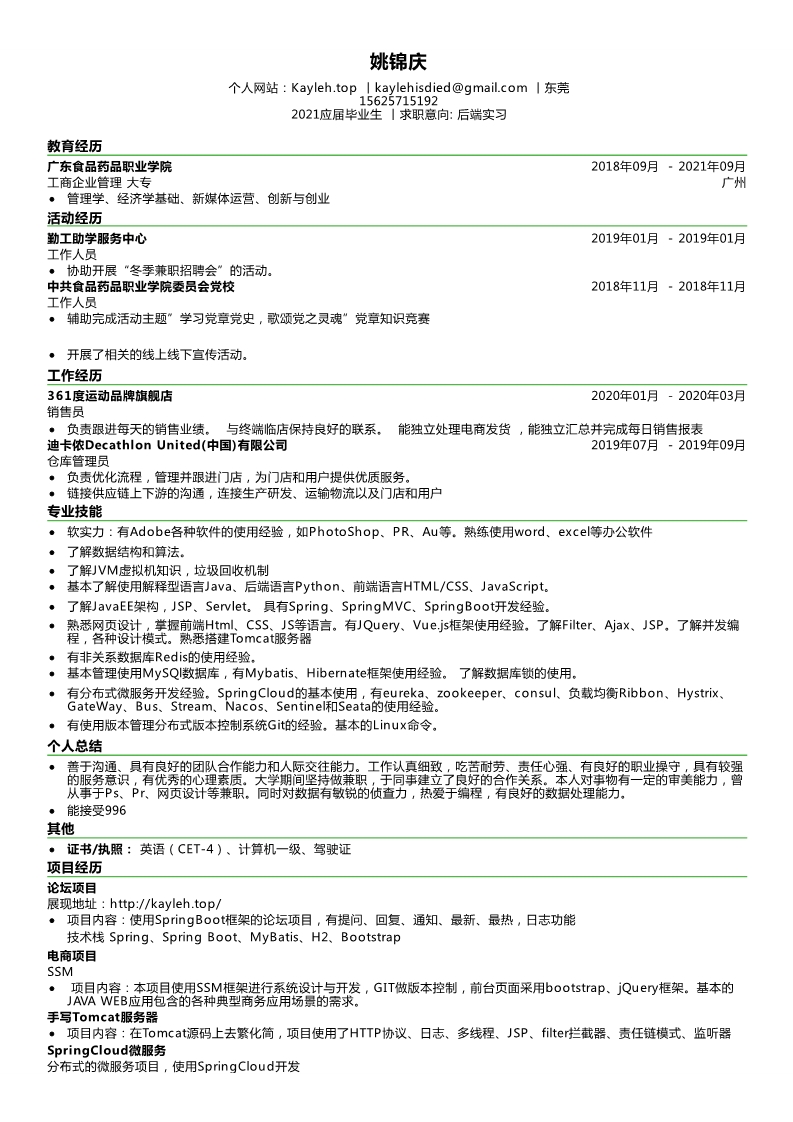 姚锦庆
个人网站：Kayleh.top 丨kaylehisdied@gmail.com 丨东莞
15625715192
2021应届毕业生 丨求职意向: 后端实习
教育经历
广东食品药品职业学院 2018年09月 - 2021年09月
工商企业管理 大专 广州
• 管理学、经济学基础、新媒体运营、创新与创业
活动经历
勤工助学服务中心 2019年01月 - 2019年01月
工作人员
• 协助开展“冬季兼职招聘会”的活动。
中共食品药品职业学院委员会党校 2018年11月 - 2018年11月
工作人员
• 辅助完成活动主题”学习党章党史，歌颂党之灵魂”党章知识竞赛
• 开展了相关的线上线下宣传活动。
工作经历
361度运动品牌旗舰店 2020年01月 - 2020年03月
销售员
• 负责跟进每天的销售业绩。 与终端临店保持良好的联系。 能独立处理电商发货 ，能独立汇总并完成每日销售报表
迪卡侬Decathlon United(中国)有限公司 2019年07月 - 2019年09月
仓库管理员
• 负责优化流程，管理并跟进门店，为门店和用户提供优质服务。
• 链接供应链上下游的沟通，连接生产研发、运输物流以及门店和用户
专业技能
• 软实力：有Adobe各种软件的使用经验，如PhotoShop、PR、Au等。熟练使用word、excel等办公软件
• 了解数据结构和算法。
• 了解JVM虚拟机知识，垃圾回收机制
• 基本了解使用解释型语言Java、后端语言Python、前端语言HTML/CSS、JavaScript。
• 了解JavaEE架构，JSP、Servlet。 具有Spring、SpringMVC、SpringBoot开发经验。
• 熟悉网页设计，掌握前端Html、CSS、JS等语言。有JQuery、Vue.js框架使用经验。了解Filter、Ajax、JSP。了解并发编
程，各种设计模式。熟悉搭建Tomcat服务器
• 有非关系数据库Redis的使用经验。
• 基本管理使用MySQl数据库，有Mybatis、Hibernate框架使用经验。 了解数据库锁的使用。
• 有分布式微服务开发经验。SpringCloud的基本使用，有eureka、zookeeper、consul、负载均衡Ribbon、Hystrix、
GateWay、Bus、Stream、Nacos、Sentinel和Seata的使用经验。
• 有使用版本管理分布式版本控制系统Git的经验。基本的Linux命令。
个人总结
• 善于沟通、具有良好的团队合作能力和人际交往能力。工作认真细致，吃苦耐劳、责任心强、有良好的职业操守，具有较强
的服务意识，有优秀的心理素质。大学期间坚持做兼职，于同事建立了良好的合作关系。本人对事物有一定的审美能力，曾
从事于Ps、Pr、网页设计等兼职。同时对数据有敏锐的侦查力，热爱于编程，有良好的数据处理能力。
• 能接受996
其他
• 证书/执照： 英语（CET-4）、计算机一级、驾驶证
项目经历
论坛项目
展现地址：http://kayleh.top/
• 项目内容：使用SpringBoot框架的论坛项目，有提问、回复、通知、最新、最热，日志功能
技术栈 Spring、Spring Boot、MyBatis、H2、Bootstrap
电商项目
SSM
• 项目内容：本项目使用SSM框架进行系统设计与开发，GIT做版本控制，前台页面采用bootstrap、jQuery框架。基本的
JAVA WEB应用包含的各种典型商务应用场景的需求。
手写Tomcat服务器
• 项目内容：在Tomcat源码上去繁化简，项目使用了HTTP协议、日志、多线程、JSP、filter拦截器、责任链模式、监听器
SpringCloud微服务
分布式的微服务项目，使用SpringCloud开发